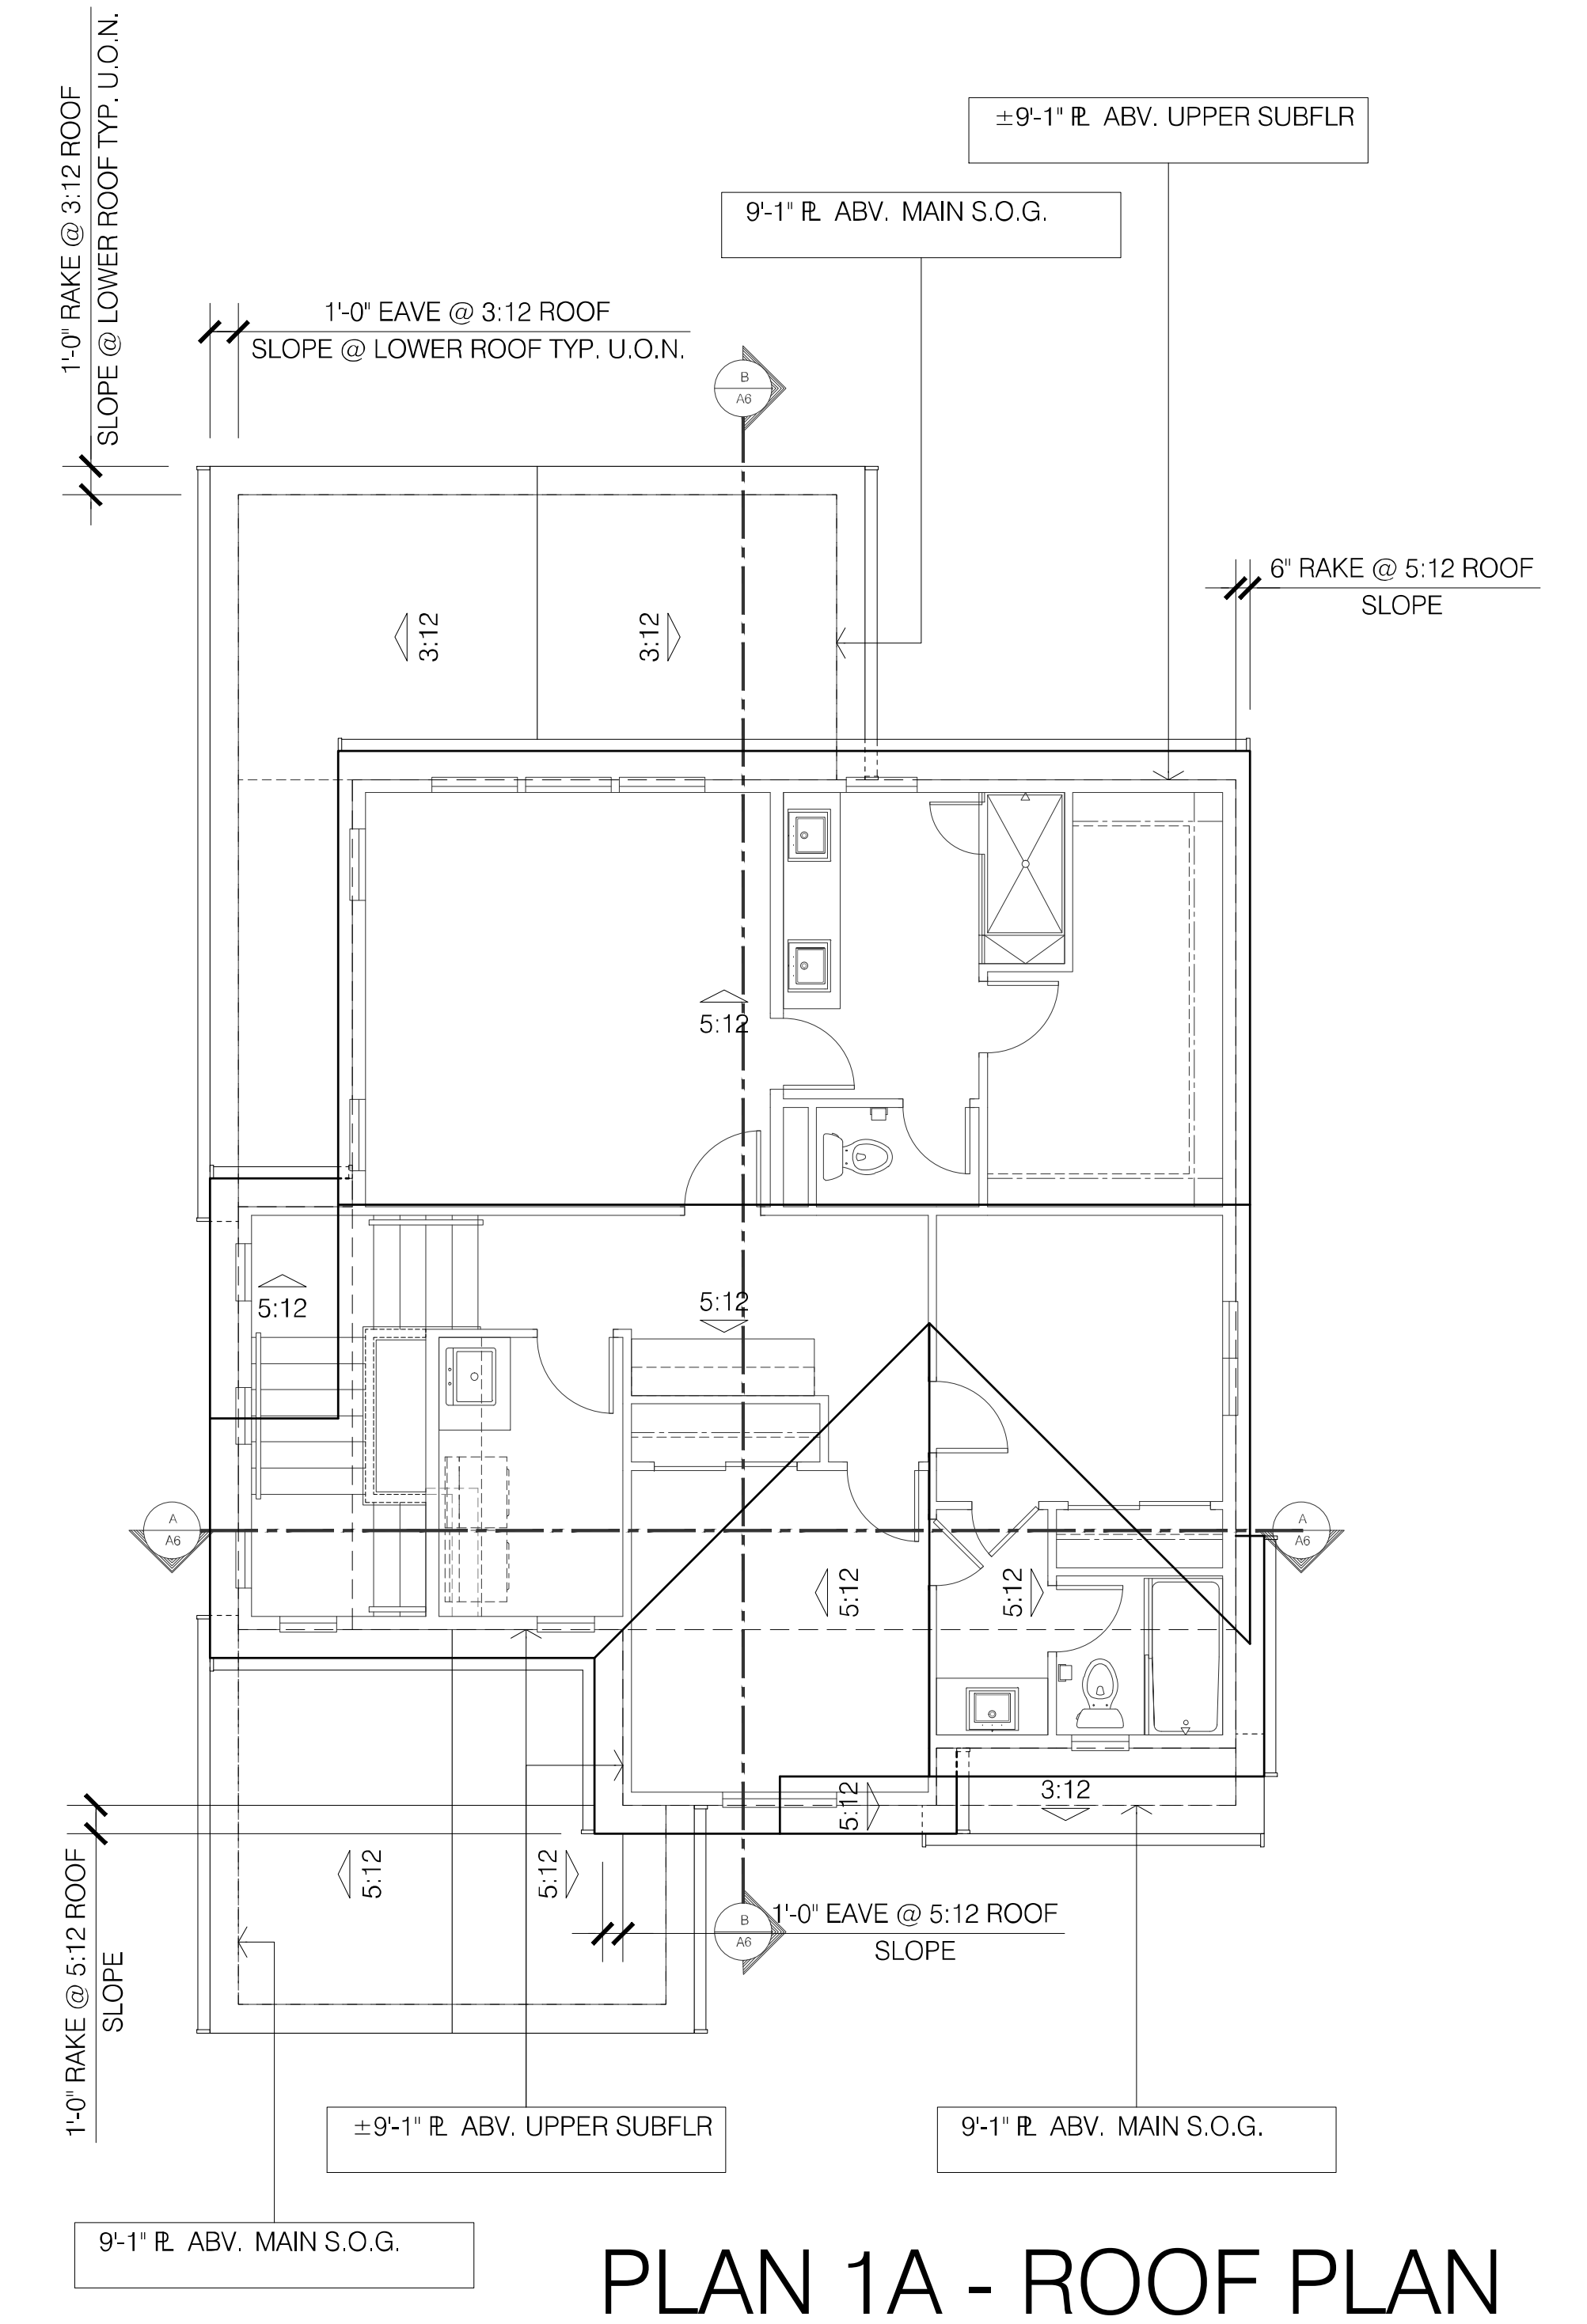 1'-0" RAKE @ 3:12 ROOF
SLOPE @ LOWER ROOF TYP. U.O.N.
±9'-1" PL ABV. UPPER SUBFLR
9'-1" PL ABV. MAIN S.O.G.
1'-0" EAVE @ 3:12 ROOF
SLOPE @ LOWER ROOF TYP. U.O.N.
B
A6
6" RAKE @ 5:12 ROOF
SLOPE
3:12
3:12
5:12
5:12
5:12
A
A6
A
A6
5:12
5:12
5:12
3:12
5:12
5:12
1'-0" RAKE @ 5:12 ROOF
SLOPE
B
A6
1'-0" EAVE @ 5:12 ROOF
SLOPE
±9'-1" PL ABV. UPPER SUBFLR
9'-1" PL ABV. MAIN S.O.G.
9'-1" PL ABV. MAIN S.O.G.
PLAN 1A - ROOF PLAN